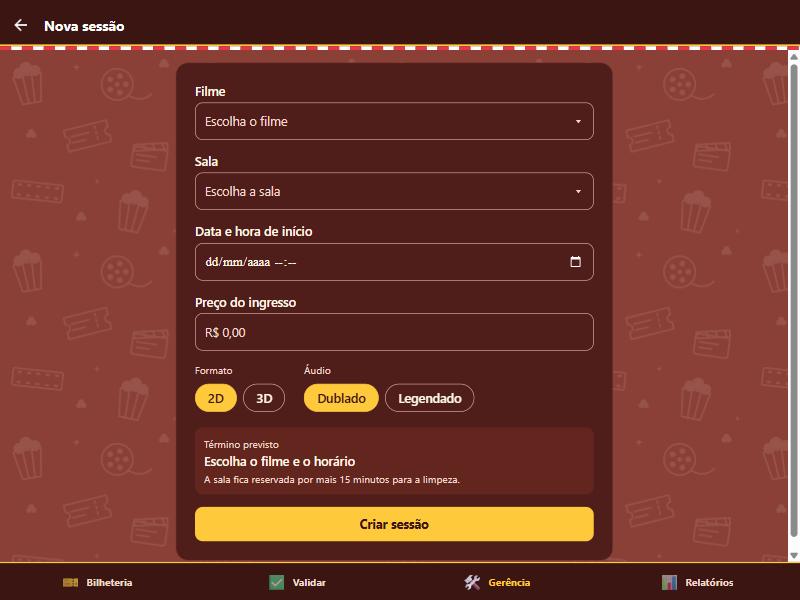 Nova sessão
Filme
Escolha o filme
Sala
Escolha a sala
Data e hora de início
dd/mm/aaaa --:--
Preço do ingresso
R$ 0,00
Formato Áudio
2D 3D Dublado Legendado
Término previsto
Escolha o filme e o horário
A sala fica reservada por mais 15 minutos para a limpeza.
Criar sessão
Bilheteria Validar Gerência Relatórios